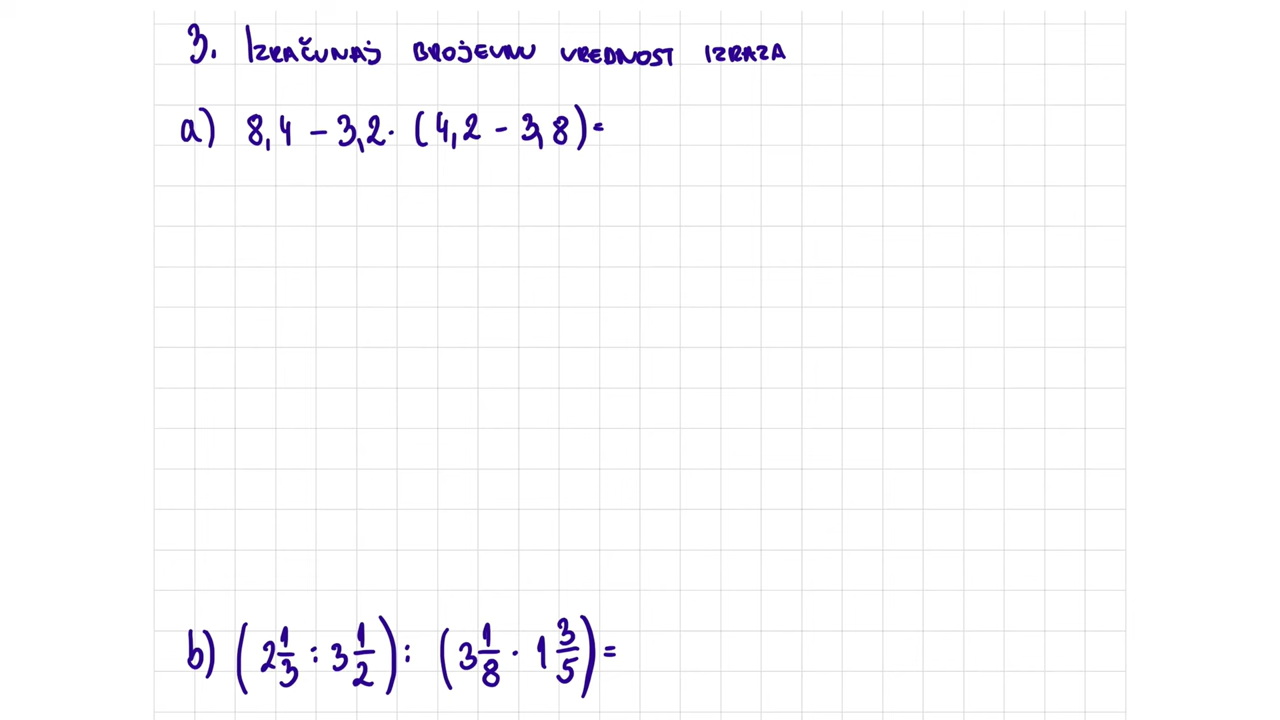 3. IZRAČUNAJ BROJEVNU VREDNOST IZRAZA
a) 8,4 - 3,2 · (4,2 - 3,8) =
b) (2 1/3 : 3 1/2) : (3 1/8 · 1 3/5) =